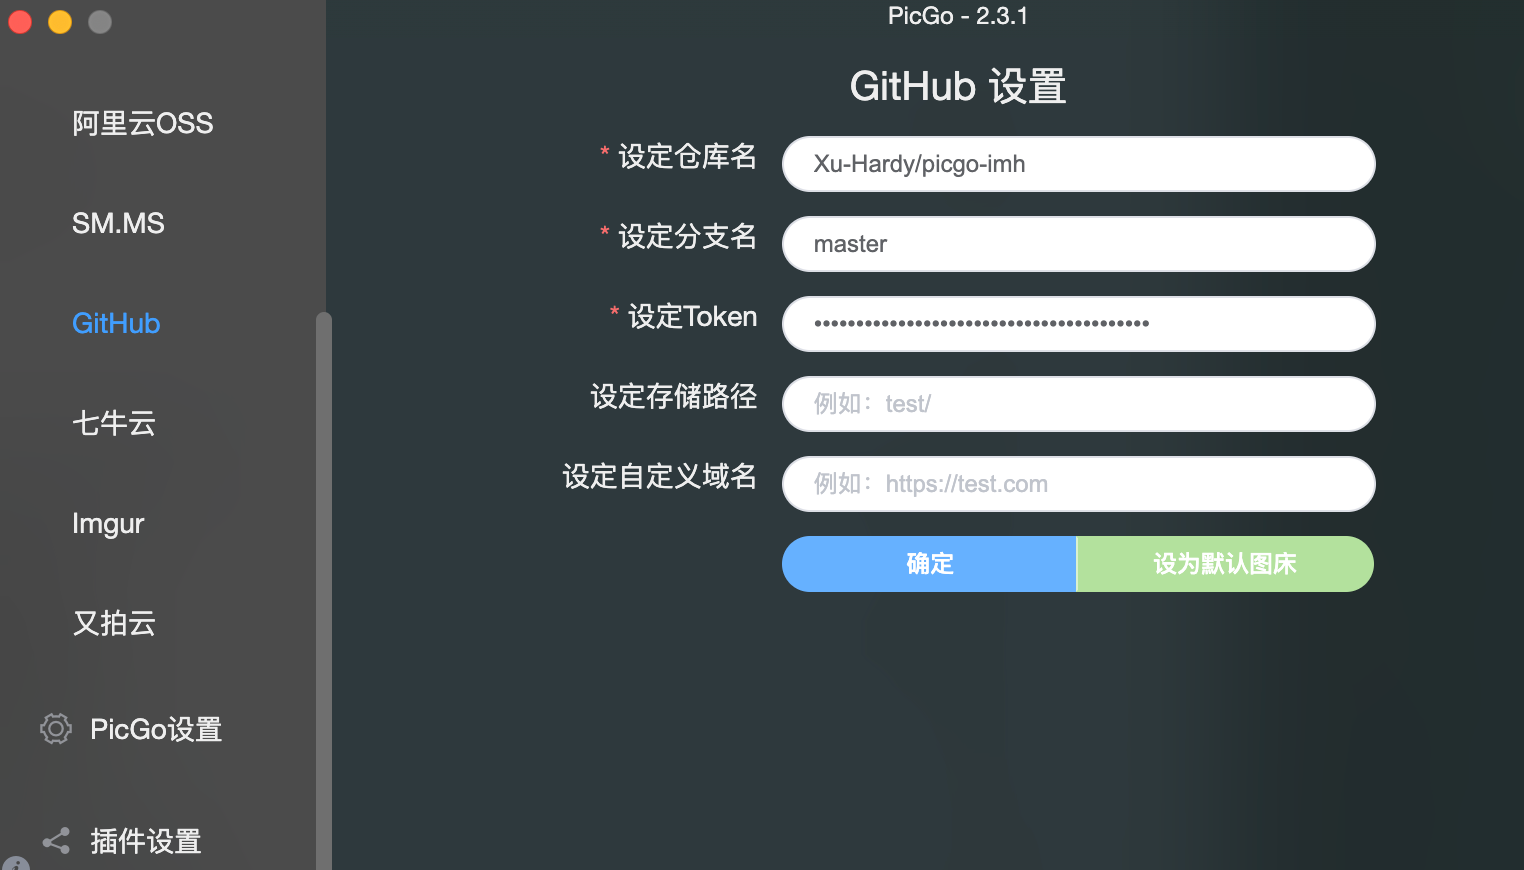 PicGo - 2.3.1
阿里云OSS
SM.MS
GitHub
七牛云
Imgur
又拍云
PicGo设置
插件设置
GitHub 设置
* 设定仓库名 Xu-Hardy/picgo-imh
* 设定分支名 master
* 设定Token ••••••••••••••••••••••••••••••••••••••••
设定存储路径 例如：test/
设定自定义域名 例如：https://test.com
确定 设为默认图床